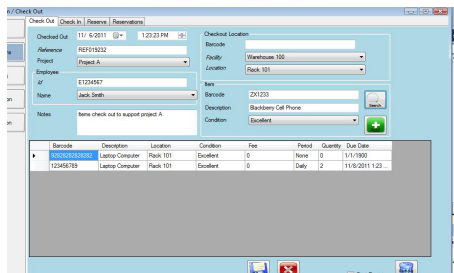 / Check Out
Check Out Check In Reserve Reservations
Checked Out 11/ 6/2011 1:23:23 PM
Reference REF019232
Project Project A
Employee
Id E1234567
Name Jack Smith
Notes Items check out to support project A
Checkout Location
Barcode
Facility Warehouse 100
Location Rack 101
Item
Barcode ZX1233
Description Blackberry Cell Phone
Condition Excellent
Search
Barcode Description Location Condition Fee Period Quantity Due Date
Laptop Computer Rack 101 Excellent 0 None 0 1/1/1900
123456789 Laptop Computer Rack 101 Excellent 0 Daily 2 11/8/2011 1:23 ...